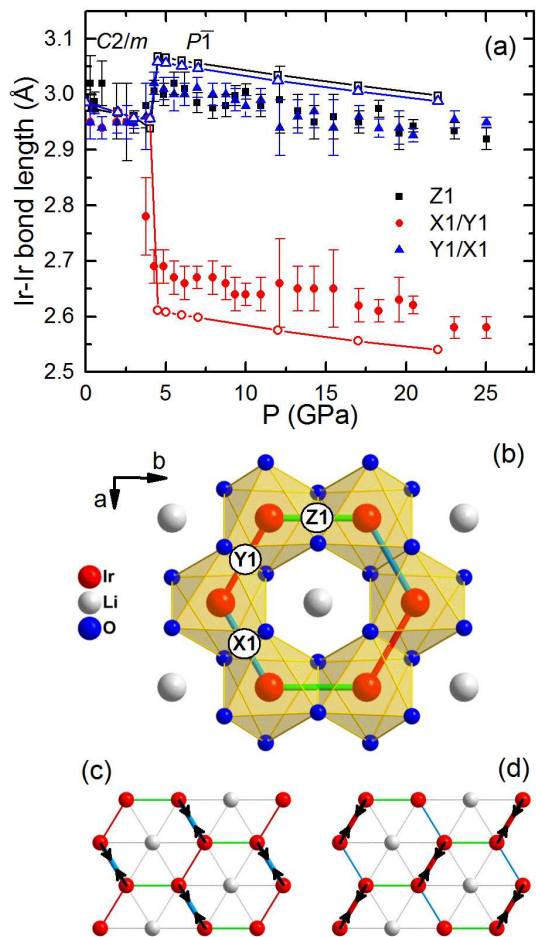 C2/m P1̅ (a)
3.1
3.0
2.9
2.8
2.7
2.6
2.5
Ir-Ir bond length (Å)
Z1
X1/Y1
Y1/X1
0 5 10 15 20 25
P (GPa)
(b)
b
a
Z1
Y1
Ir
Li
O
X1
(c) (d)